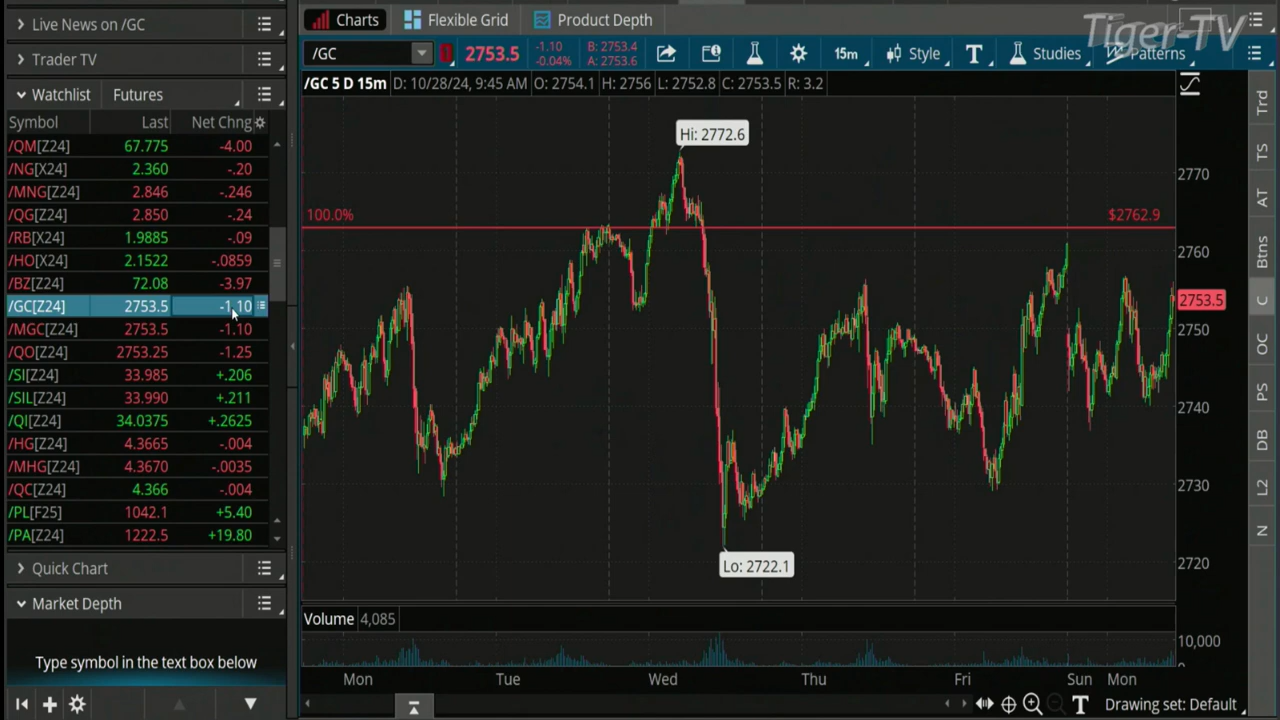 Live News on /GC
Trader TV
Watchlist Futures
Symbol Last Net Chng
/QM[Z24] 67.775 -4.00
/NG[X24] 2.360 -.20
/MNG[Z24] 2.846 -.246
/QG[Z24] 2.850 -.24
/RB[X24] 1.9885 -.09
/HO[X24] 2.1522 -.0859
/BZ[Z24] 72.08 -3.97
/GC[Z24] 2753.5 -1.10
/MGC[Z24] 2753.5 -1.10
/QO[Z24] 2753.25 -1.25
/SI[Z24] 33.985 +.206
/SIL[Z24] 33.990 +.211
/QI[Z24] 34.0375 +.2625
/HG[Z24] 4.3665 -.004
/MHG[Z24] 4.3670 -.0035
/QC[Z24] 4.366 -.004
/PL[F25] 1042.1 +5.40
/PA[Z24] 1222.5 +19.80
Quick Chart
Market Depth
Type symbol in the text box below
Charts Flexible Grid Product Depth
Tiger-TV
/GC 2753.5 -1.10 -0.04% B: 2753.4 A: 2753.6 15m Style T Studies Patterns
/GC 5 D 15m D: 10/28/24, 9:45 AM O: 2754.1 H: 2756 L: 2752.8 C: 2753.5 R: 3.2
Hi: 2772.6
100.0% $2762.9
2770
2760
2753.5
2750
2740
2730
2720
Lo: 2722.1
Volume 4,085
10,000
0
Mon Tue Wed Thu Fri Sun Mon
T Drawing set: Default
Trd
TS
AT
Btns
C
OC
PS
DB
L2
N